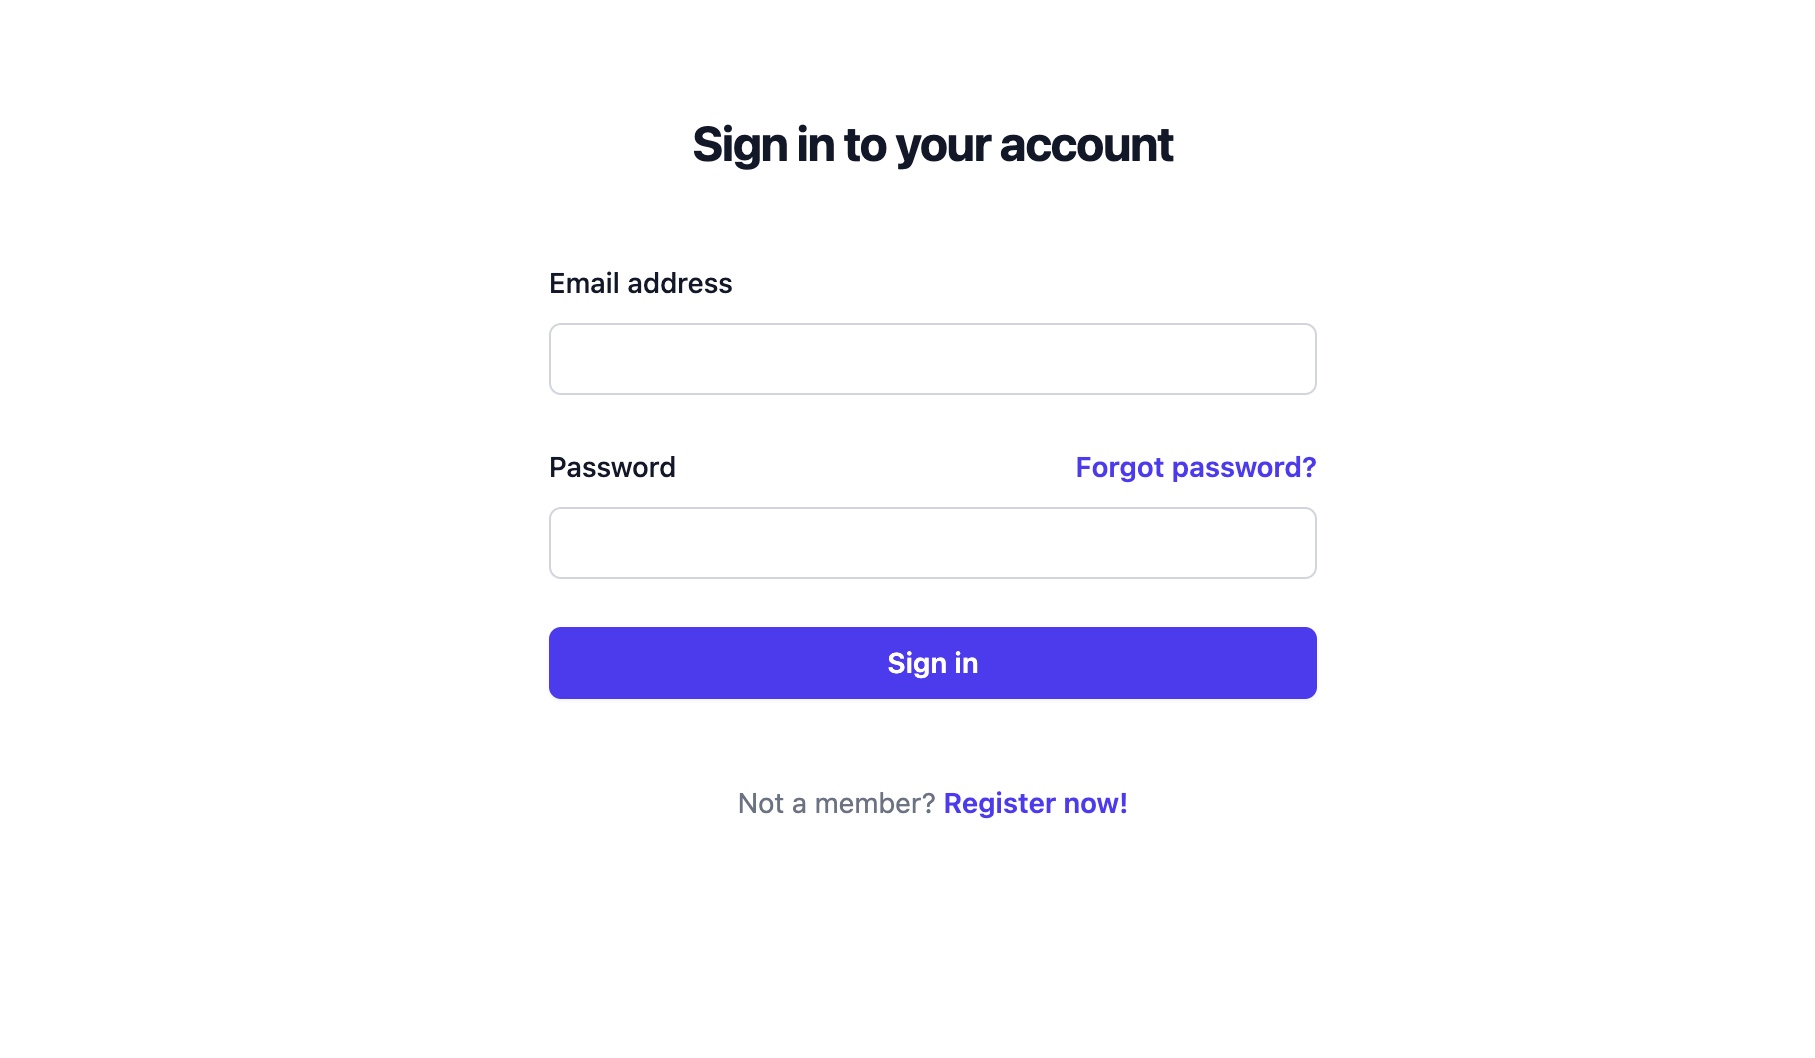 Sign in to your account
Email address
Password
Forgot password?
Sign in
Not a member? Register now!